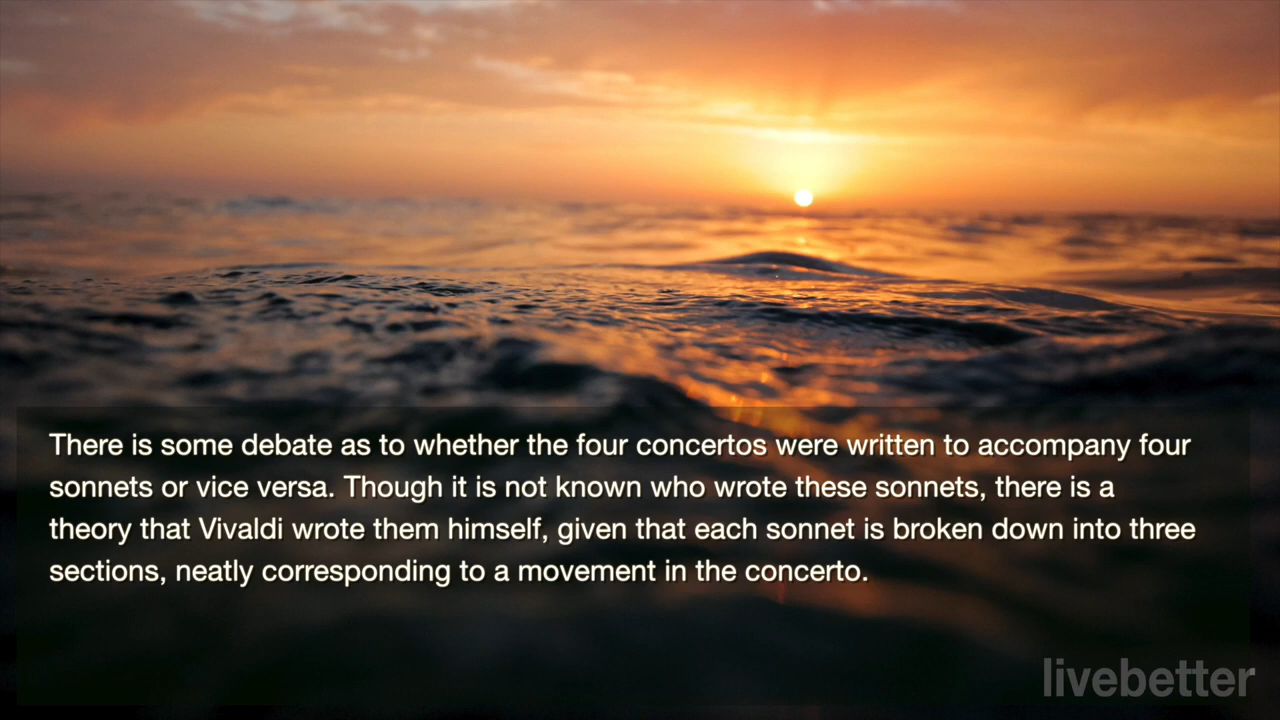 There is some debate as to whether the four concertos were written to accompany four
sonnets or vice versa. Though it is not known who wrote these sonnets, there is a
theory that Vivaldi wrote them himself, given that each sonnet is broken down into three
sections, neatly corresponding to a movement in the concerto.
livebetter